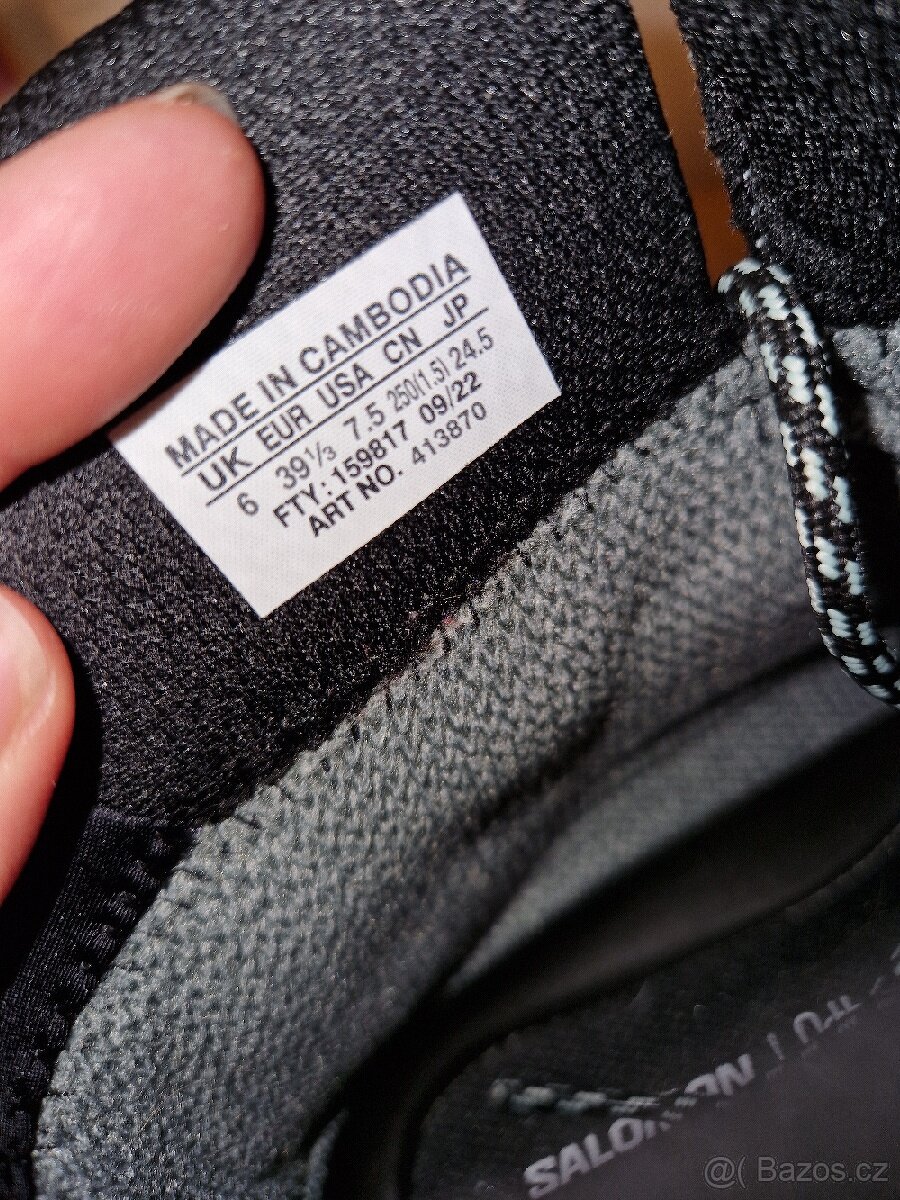 MADE IN CAMBODIA
UK EUR USA CN JP
6 39⅓ 7.5 250(1.5) 24.5
FTY: 159817 09/22
ART NO. 413870
SALOMON
@( Bazos.cz